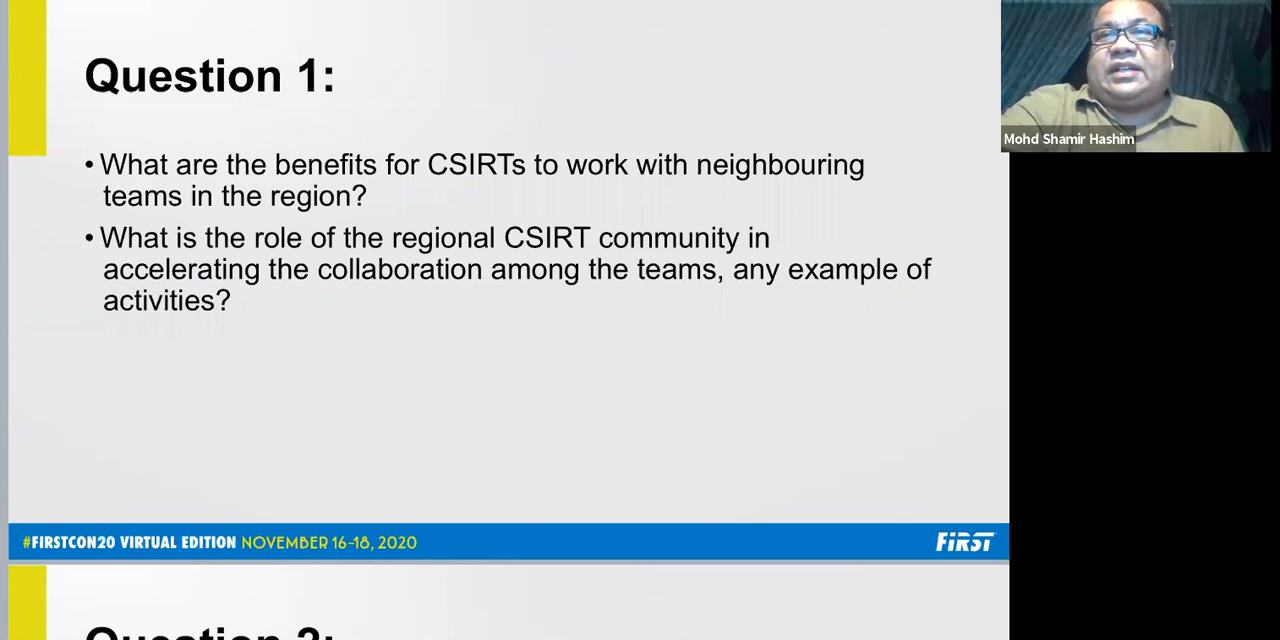 Question 1:
• What are the benefits for CSIRTs to work with neighbouring
teams in the region?
• What is the role of the regional CSIRT community in
accelerating the collaboration among the teams, any example of
activities?
Mohd Shamir Hashim
#FIRSTCON20 VIRTUAL EDITION NOVEMBER 16-18, 2020
FiRST
Question 2: